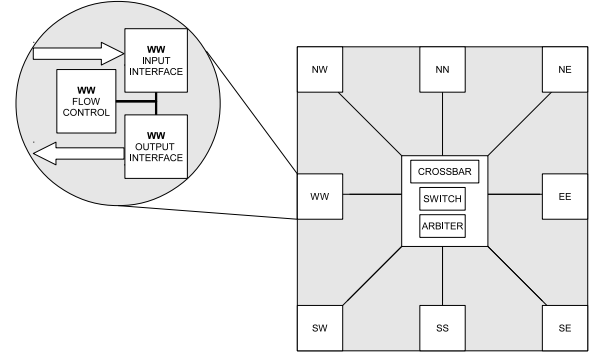 WW
INPUT
INTERFACE
WW
FLOW
CONTROL
WW
OUTPUT
INTERFACE
NW
NN
NE
CROSSBAR
WW
SWITCH
EE
ARBITER
SW
SS
SE